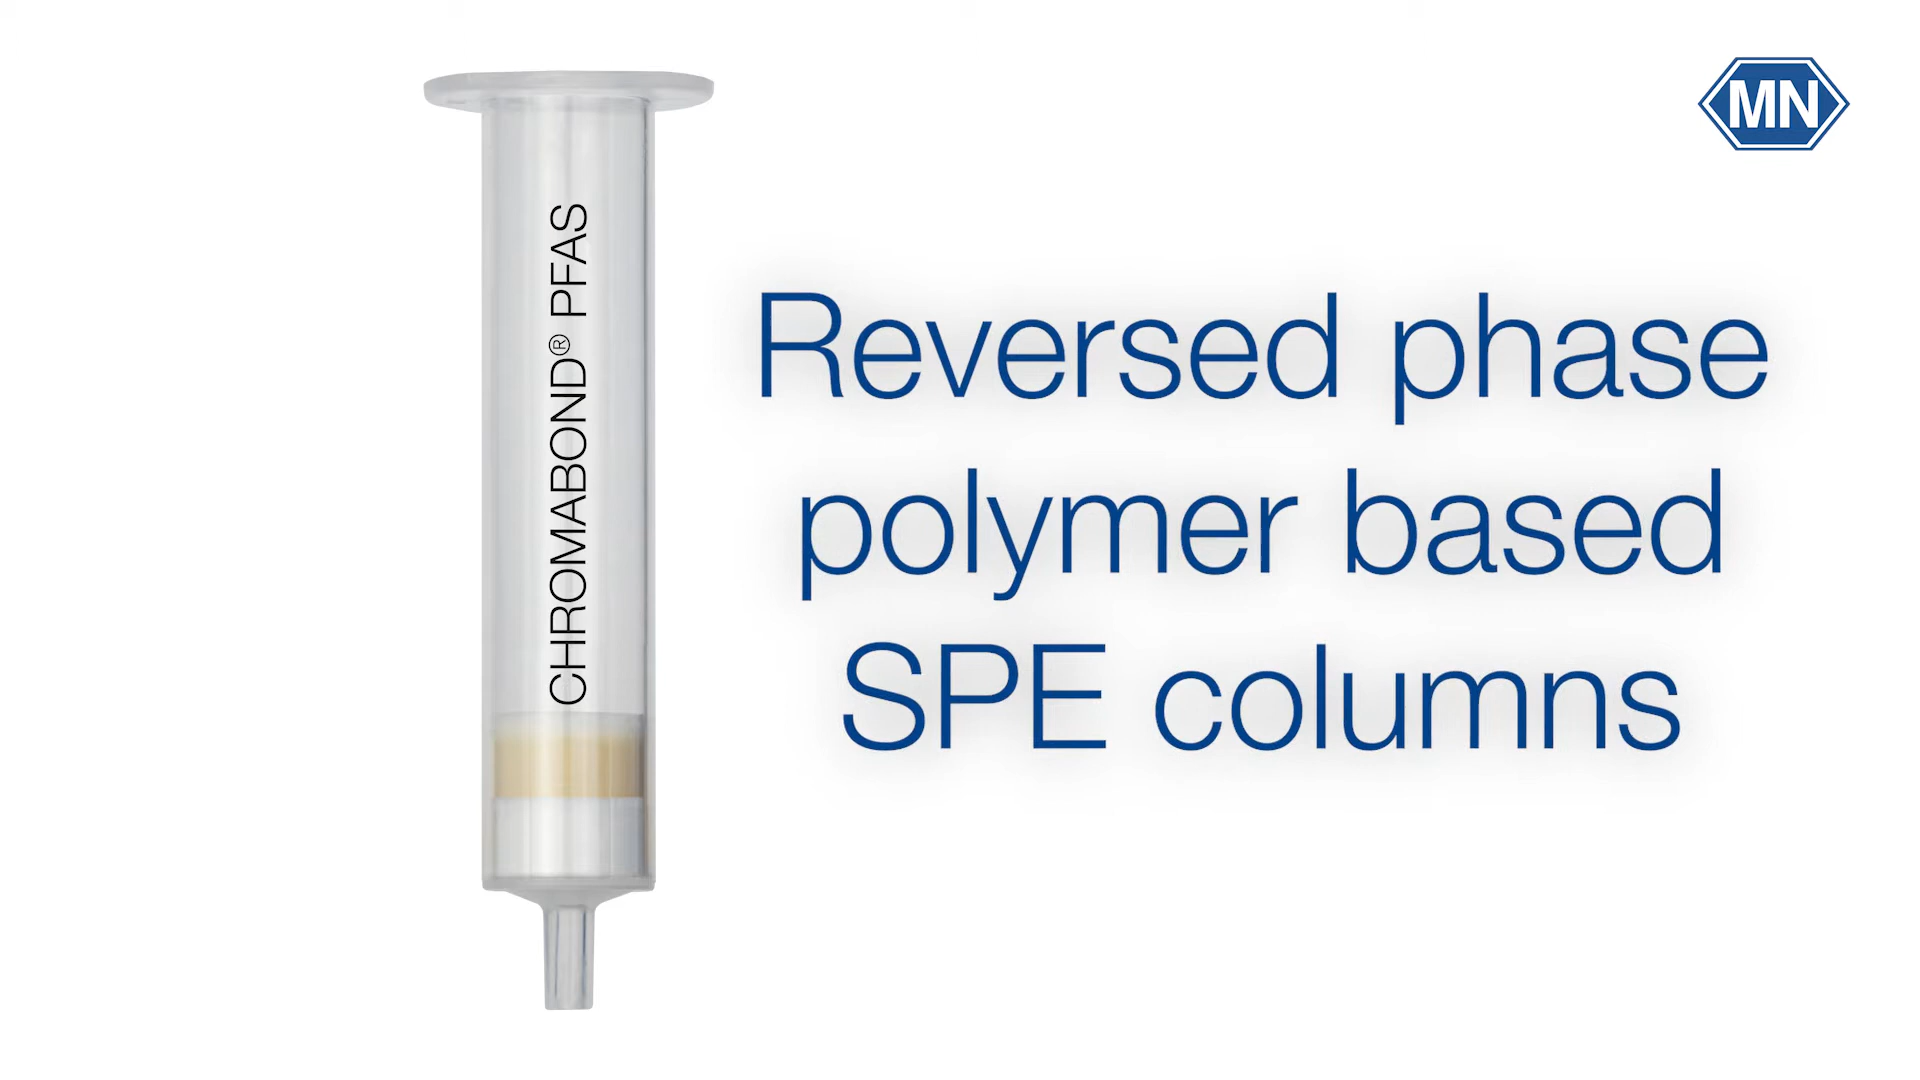 MN
CHROMABOND® PFAS
Reversed phase
polymer based
SPE columns